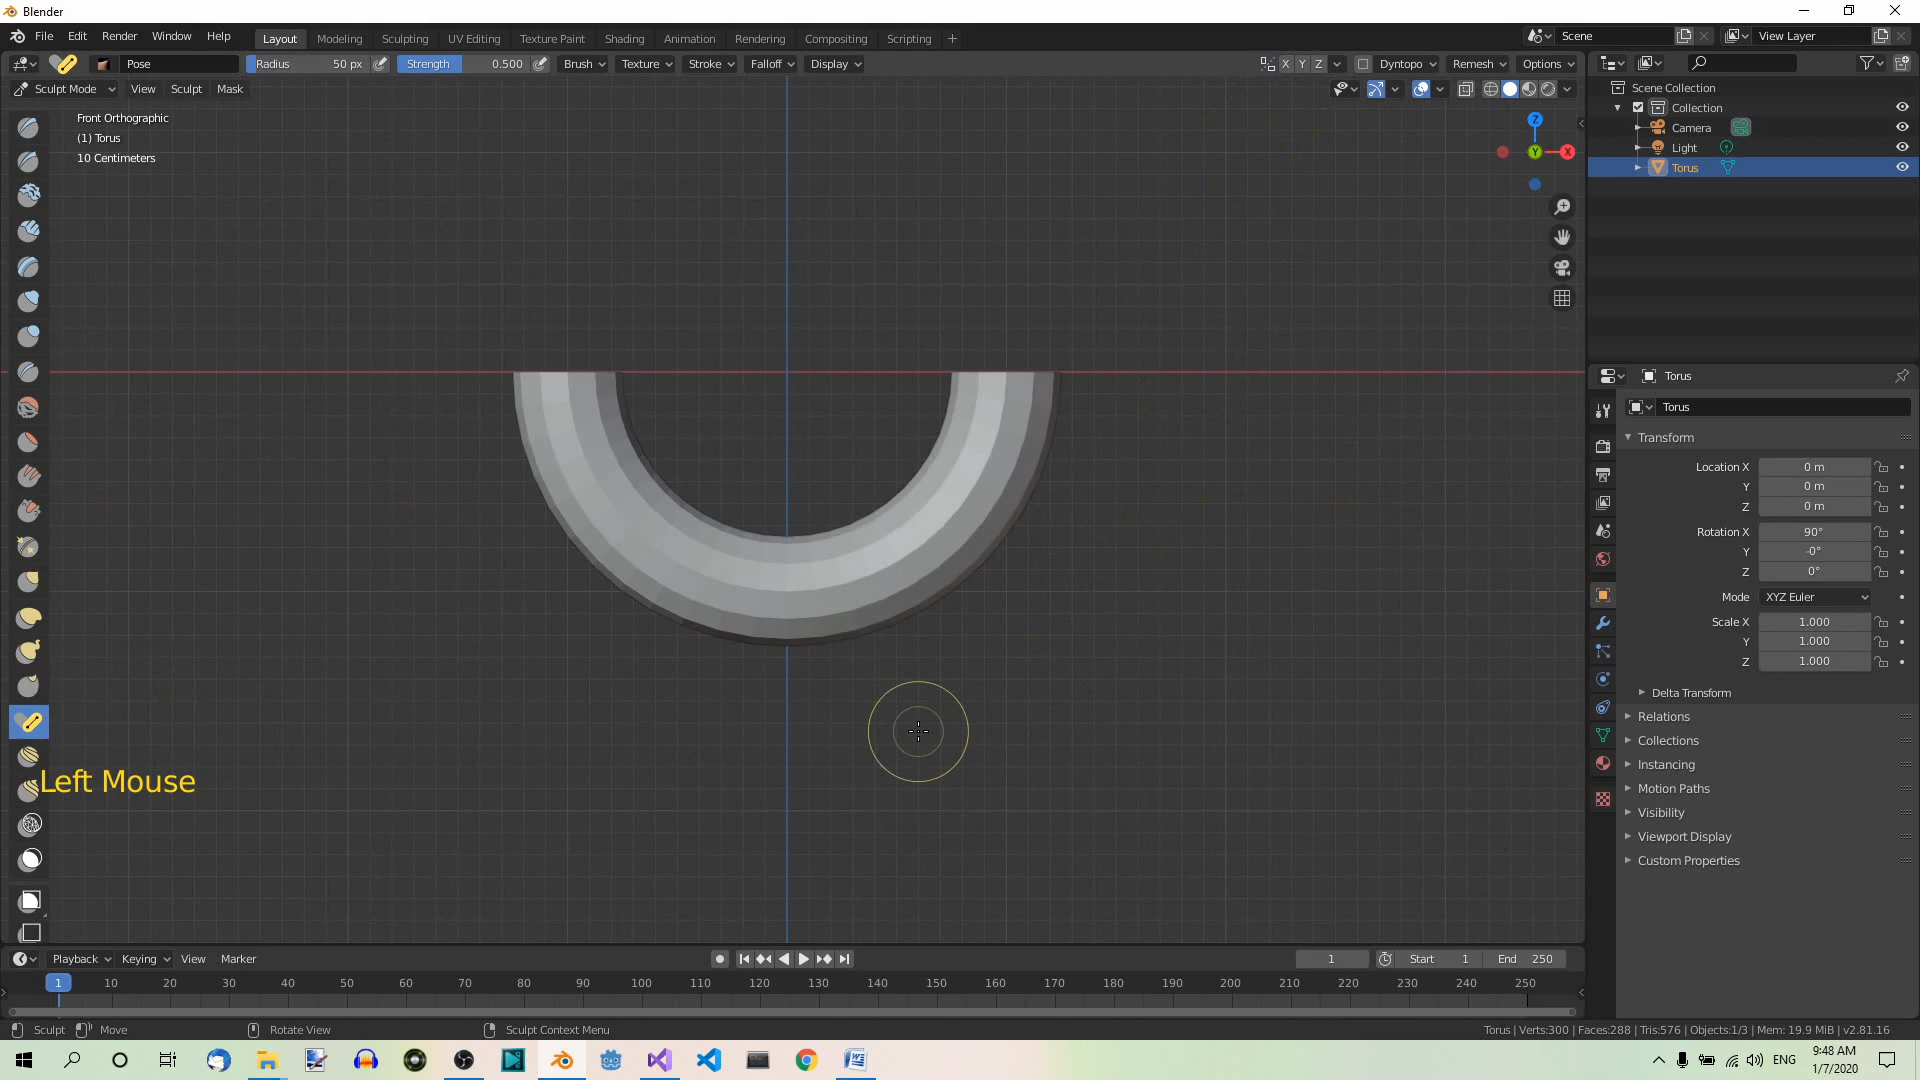 Blender
File Edit Render Window Help
Layout Modeling Sculpting UV Editing Texture Paint Shading Animation Rendering Compositing Scripting +
Scene
View Layer
Pose
Radius 50 px
Strength 0.500
Brush Texture Stroke Falloff Display
X Y Z
Dyntopo Remesh Options
Sculpt Mode View Sculpt Mask
Front Orthographic
(1) Torus
10 Centimeters
Z
Y
X
Scene Collection
Collection
Camera
Light
Torus
Torus
Torus
Transform
Location X 0 m
Y 0 m
Z 0 m
Rotation X 90°
Y -0°
Z 0°
Mode XYZ Euler
Scale X 1.000
Y 1.000
Z 1.000
Delta Transform
Relations
Collections
Instancing
Motion Paths
Visibility
Viewport Display
Custom Properties
Left Mouse
Playback Keying View Marker
1
Start 1
End 250
1 10 20 30 40 50 60 70 80 90 100 110 120 130 140 150 160 170 180 190 200 210 220 230 240 250
Sculpt Move Rotate View Sculpt Context Menu
Torus | Verts:300 | Faces:288 | Tris:576 | Objects:1/3 | Mem: 19.9 MiB | v2.81.16
ENG
9:48 AM
1/7/2020